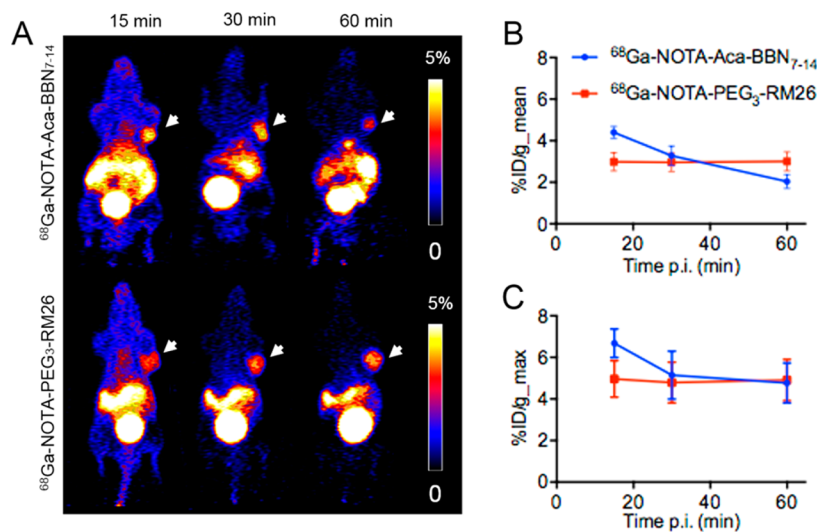 15 min 30 min 60 min
A
⁶⁸Ga-NOTA-Aca-BBN₇₋₁₄
5%
0
⁶⁸Ga-NOTA-PEG₃-RM26
5%
0
B
⁶⁸Ga-NOTA-Aca-BBN₇₋₁₄
⁶⁸Ga-NOTA-PEG₃-RM26
%ID/g_mean
8
6
4
2
0
0 20 40 60
Time p.i. (min)
C
%ID/g_max
8
6
4
2
0
0 20 40 60
Time p.i. (min)